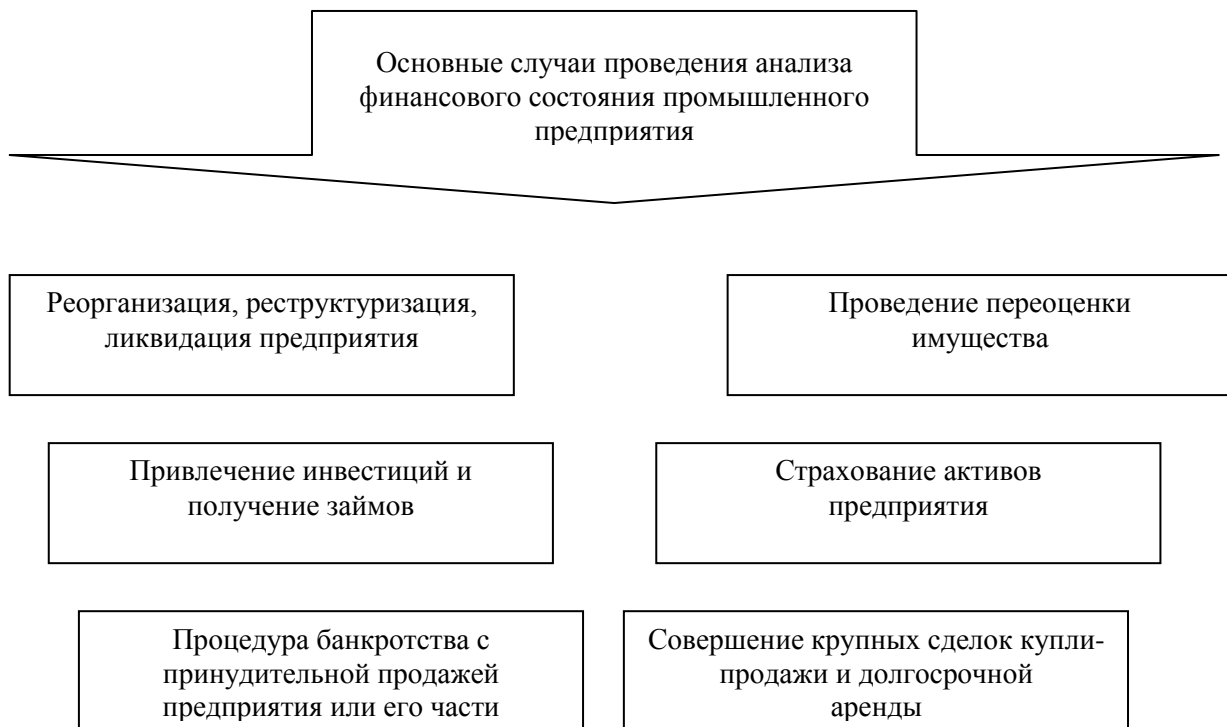 Основные случаи проведения анализа
финансового состояния промышленного
предприятия
Реорганизация, реструктуризация,
ликвидация предприятия
Проведение переоценки
имущества
Привлечение инвестиций и
получение займов
Страхование активов
предприятия
Процедура банкротства с
принудительной продажей
предприятия или его части
Совершение крупных сделок купли-
продажи и долгосрочной
аренды